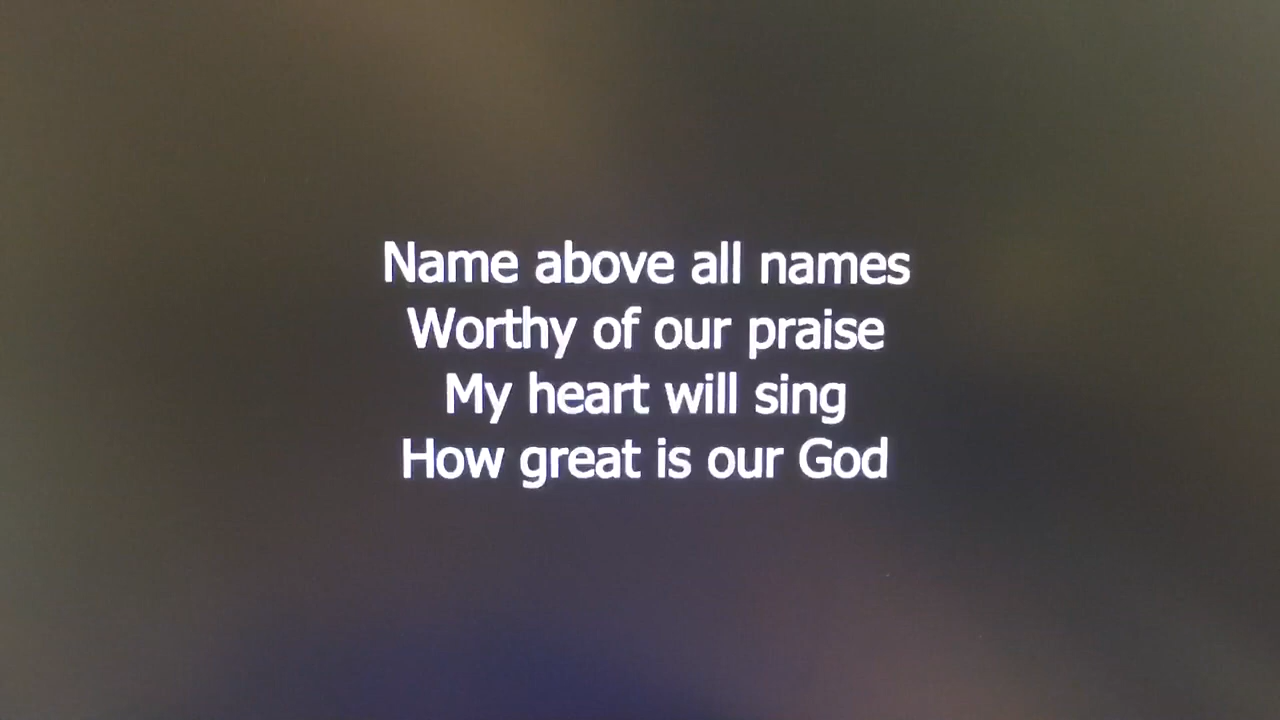 Name above all names
Worthy of our praise
My heart will sing
How great is our God